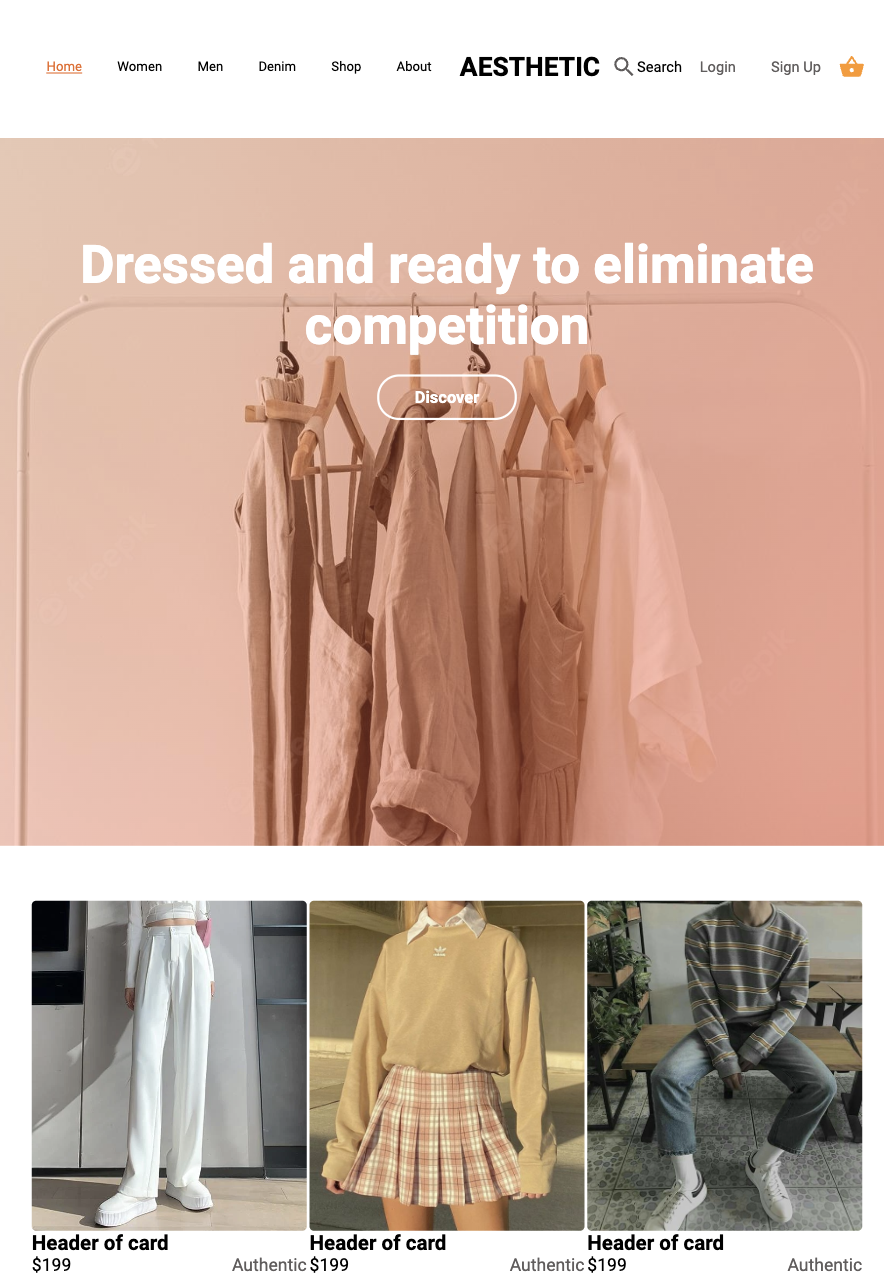 Home Women Men Denim Shop About AESTHETIC Search Login Sign Up
Dressed and ready to eliminate
competition
Discover
Header of card Header of card Header of card
$199 Authentic $199 Authentic $199 Authentic